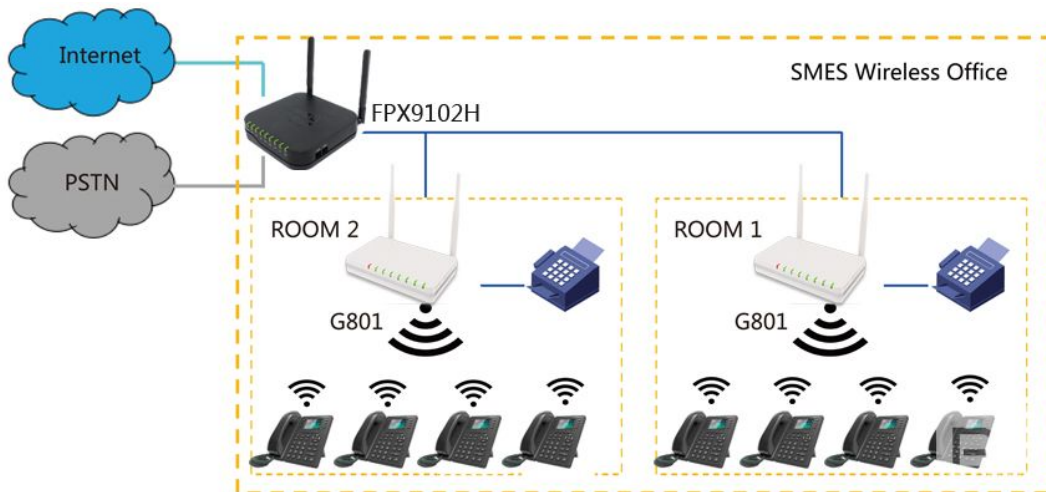 Internet
SMES Wireless Office
FPX9102H
PSTN
ROOM 2
ROOM 1
G801
G801